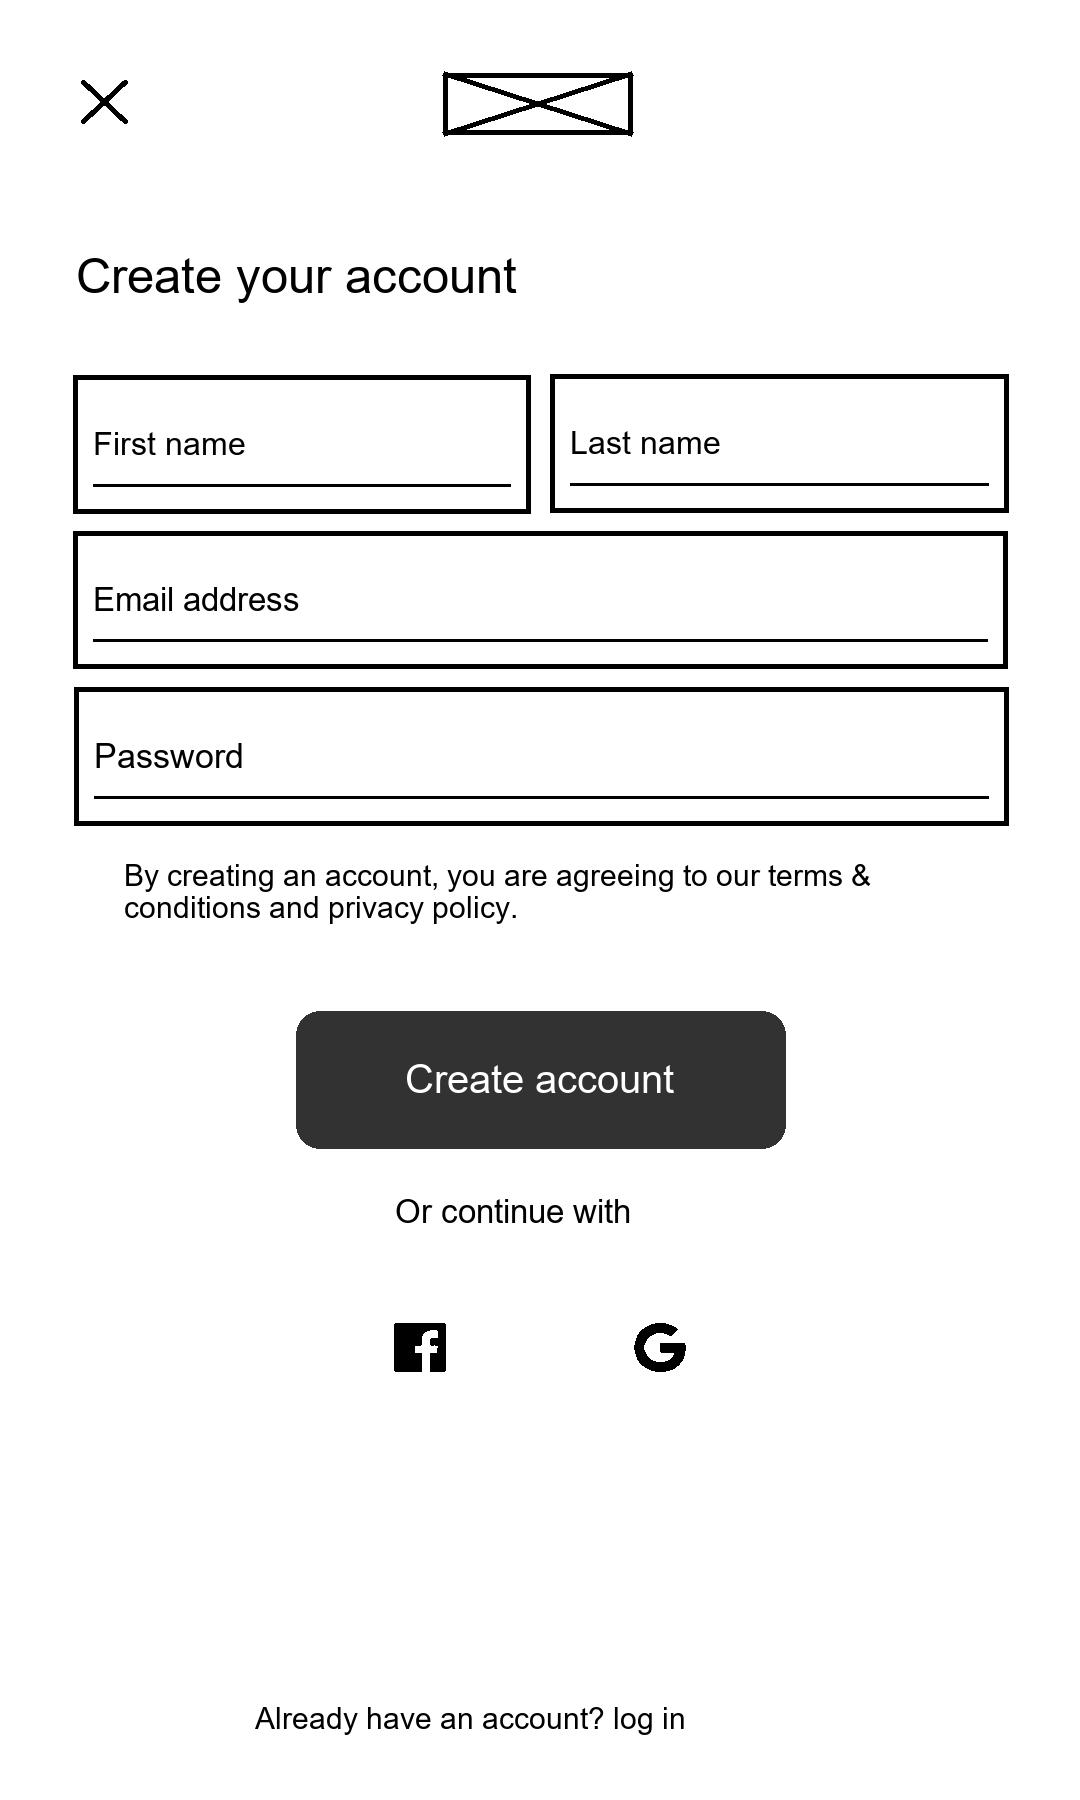 Create your account
First name
Last name
Email address
Password
By creating an account, you are agreeing to our terms &
conditions and privacy policy.
Create account
Or continue with
Already have an account? log in